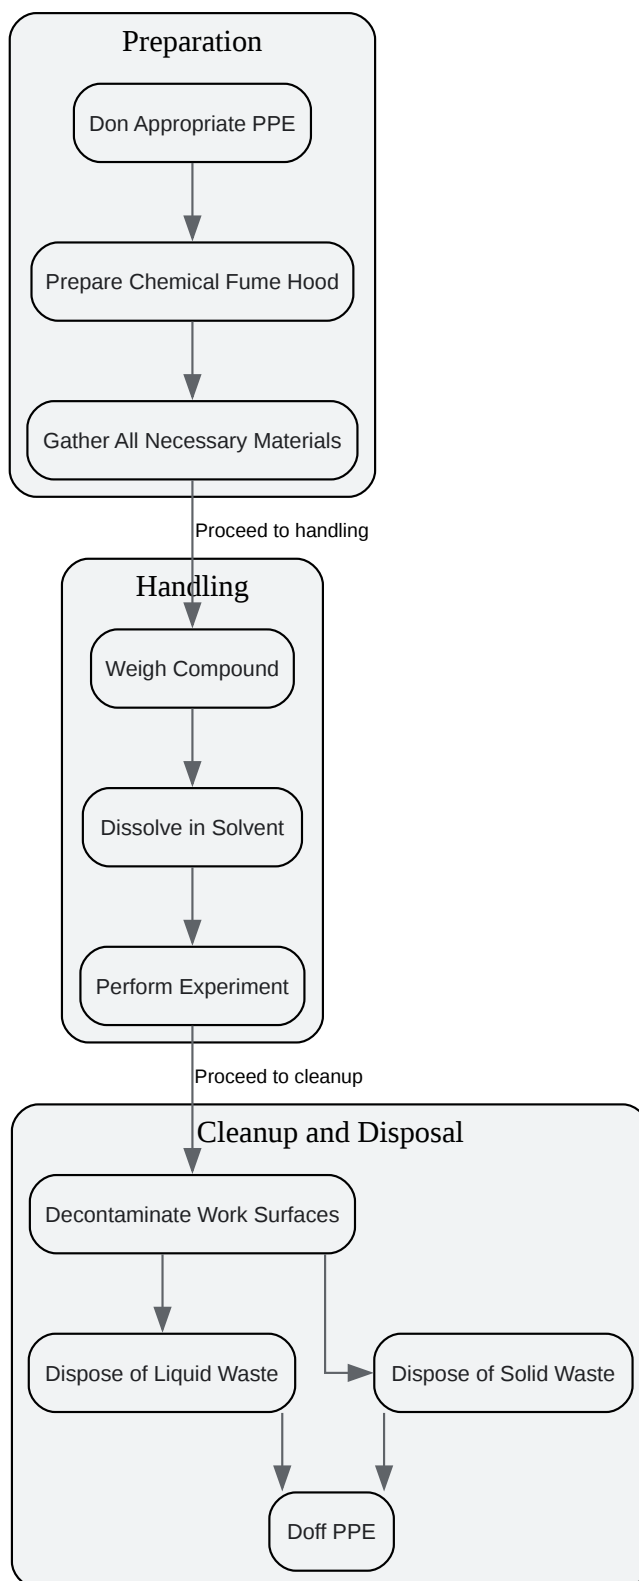 Preparation
Don Appropriate PPE
Prepare Chemical Fume Hood
Gather All Necessary Materials
Proceed to handling
Handling
Weigh Compound
Dissolve in Solvent
Perform Experiment
Proceed to cleanup
Cleanup and Disposal
Decontaminate Work Surfaces
Dispose of Liquid Waste
Dispose of Solid Waste
Doff PPE